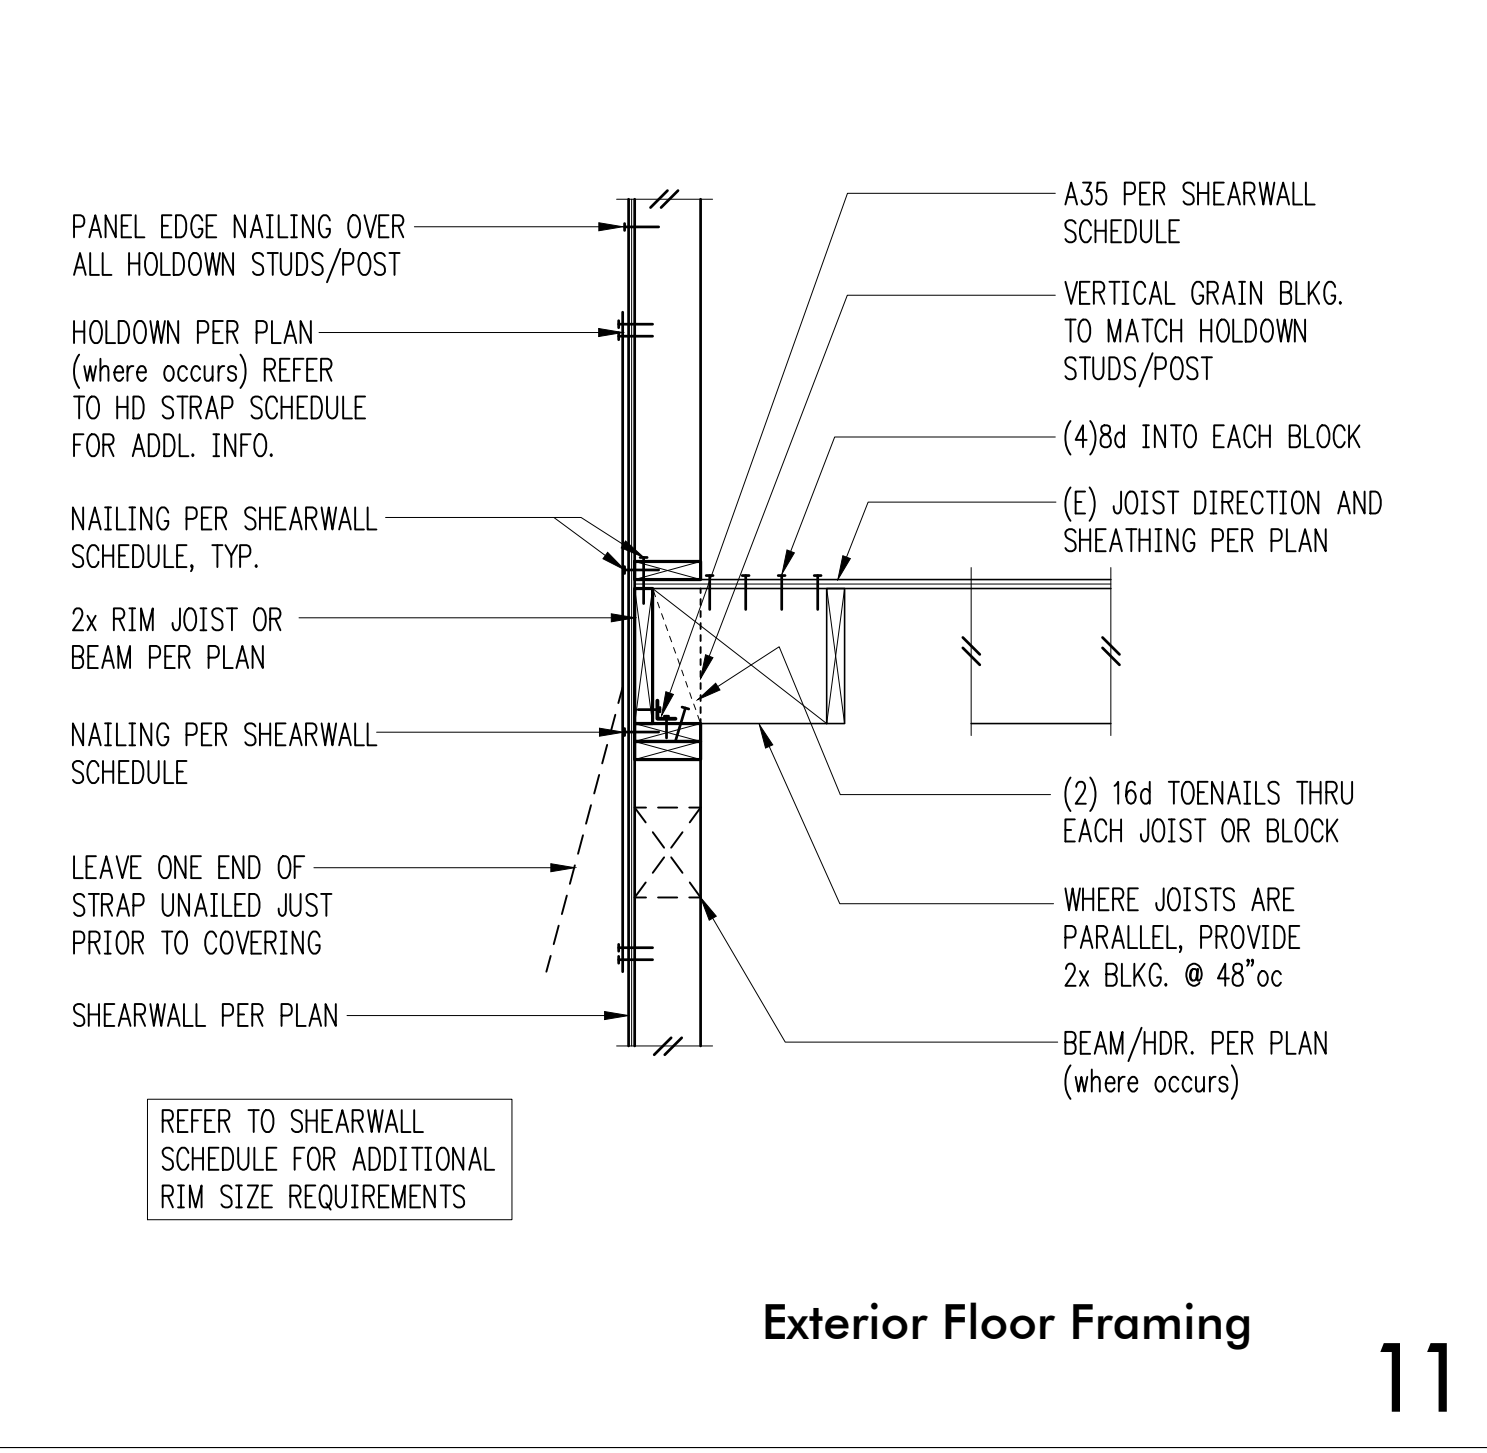 PANEL EDGE NAILING OVER
ALL HOLDOWN STUDS/POST
HOLDOWN PER PLAN
(where occurs) REFER
TO HD STRAP SCHEDULE
FOR ADDL. INFO.
NAILING PER SHEARWALL
SCHEDULE, TYP.
2x RIM JOIST OR
BEAM PER PLAN
NAILING PER SHEARWALL
SCHEDULE
LEAVE ONE END OF
STRAP UNAILED JUST
PRIOR TO COVERING
SHEARWALL PER PLAN
REFER TO SHEARWALL
SCHEDULE FOR ADDITIONAL
RIM SIZE REQUIREMENTS
A35 PER SHEARWALL
SCHEDULE
VERTICAL GRAIN BLKG.
TO MATCH HOLDOWN
STUDS/POST
(4)8d INTO EACH BLOCK
(E) JOIST DIRECTION AND
SHEATHING PER PLAN
(2) 16d TOENAILS THRU
EACH JOIST OR BLOCK
WHERE JOISTS ARE
PARALLEL, PROVIDE
2x BLKG. @ 48"oc
BEAM/HDR. PER PLAN
(where occurs)
Exterior Floor Framing
11